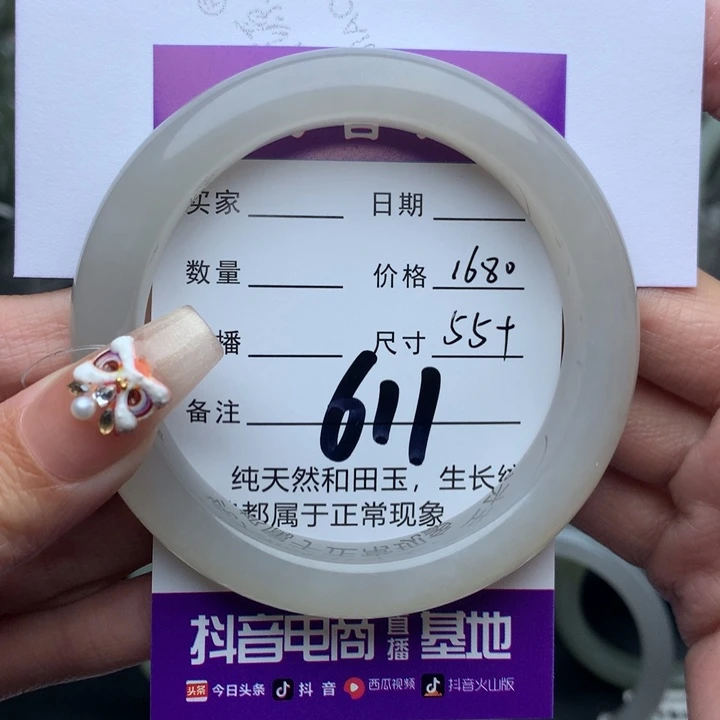 买家 日期
数量 价格 1680
播 尺寸 55+
备注 611
纯天然和田玉，生长
都属于正常现象
抖音电商 直播 基地
头条 今日头条 抖音 西瓜视频 抖音火山版